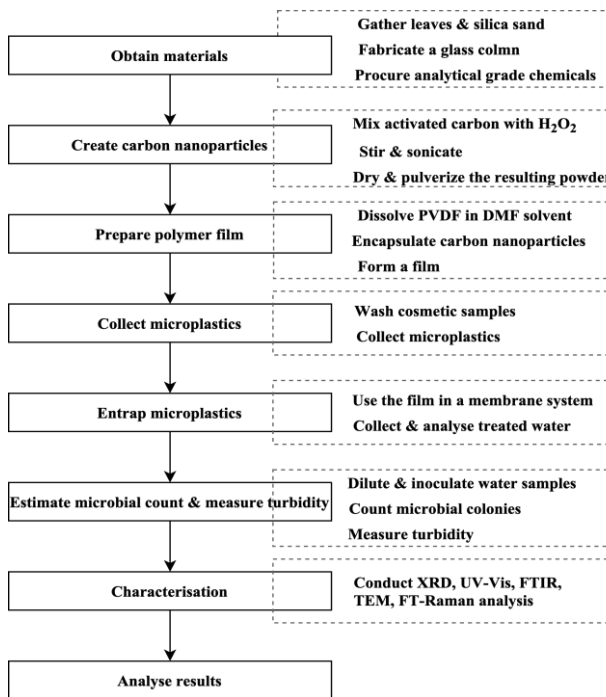 Gather leaves & silica sand
Obtain materials
Fabricate a glass colmn
Procure analytical grade chemicals
Mix activated carbon with H₂O₂
Create carbon nanoparticles
Stir & sonicate
Dry & pulverize the resulting powder
Dissolve PVDF in DMF solvent
Prepare polymer film
Encapsulate carbon nanoparticles
Form a film
Wash cosmetic samples
Collect microplastics
Collect microplastics
Use the film in a membrane system
Entrap microplastics
Collect & analyse treated water
Dilute & inoculate water samples
Estimate microbial count & measure turbidity
Count microbial colonies
Measure turbidity
Characterisation
Conduct XRD, UV-Vis, FTIR,
TEM, FT-Raman analysis
Analyse results